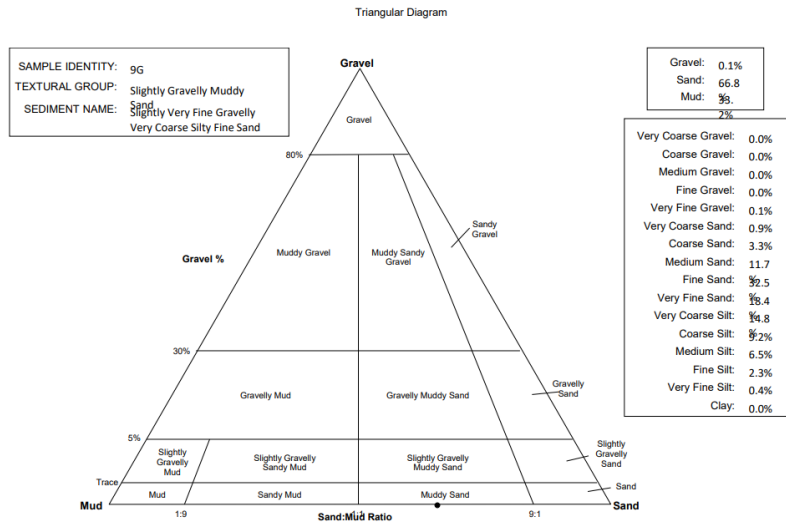 Triangular Diagram
SAMPLE IDENTITY: 9G
TEXTURAL GROUP: Slightly Gravelly Muddy
Sand
SEDIMENT NAME: Slightly Very Fine Gravelly
Very Coarse Silty Fine Sand
Gravel: 0.1%
Sand: 66.8
%
Mud: 33.
2%
Very Coarse Gravel: 0.0%
Coarse Gravel: 0.0%
Medium Gravel: 0.0%
Fine Gravel: 0.0%
Very Fine Gravel: 0.1%
Very Coarse Sand: 0.9%
Coarse Sand: 3.3%
Medium Sand: 11.7
%
Fine Sand: 32.5
%
Very Fine Sand: 18.4
%
Very Coarse Silt: 14.8
%
Coarse Silt: 9.2%
Medium Silt: 6.5%
Fine Silt: 2.3%
Very Fine Silt: 0.4%
Clay: 0.0%
Gravel
Gravel
80%
Sandy
Gravel
Muddy Gravel
Muddy Sandy
Gravel
Gravel %
30%
Gravelly Mud
Gravelly Muddy Sand
Gravelly
Sand
5%
Slightly
Gravelly
Mud
Slightly Gravelly
Sandy Mud
Slightly Gravelly
Muddy Sand
Slightly
Gravelly
Sand
Trace
Mud
Sandy Mud
Muddy Sand
Sand
Mud
Sand
1:9
9:1
Sand:Mud Ratio